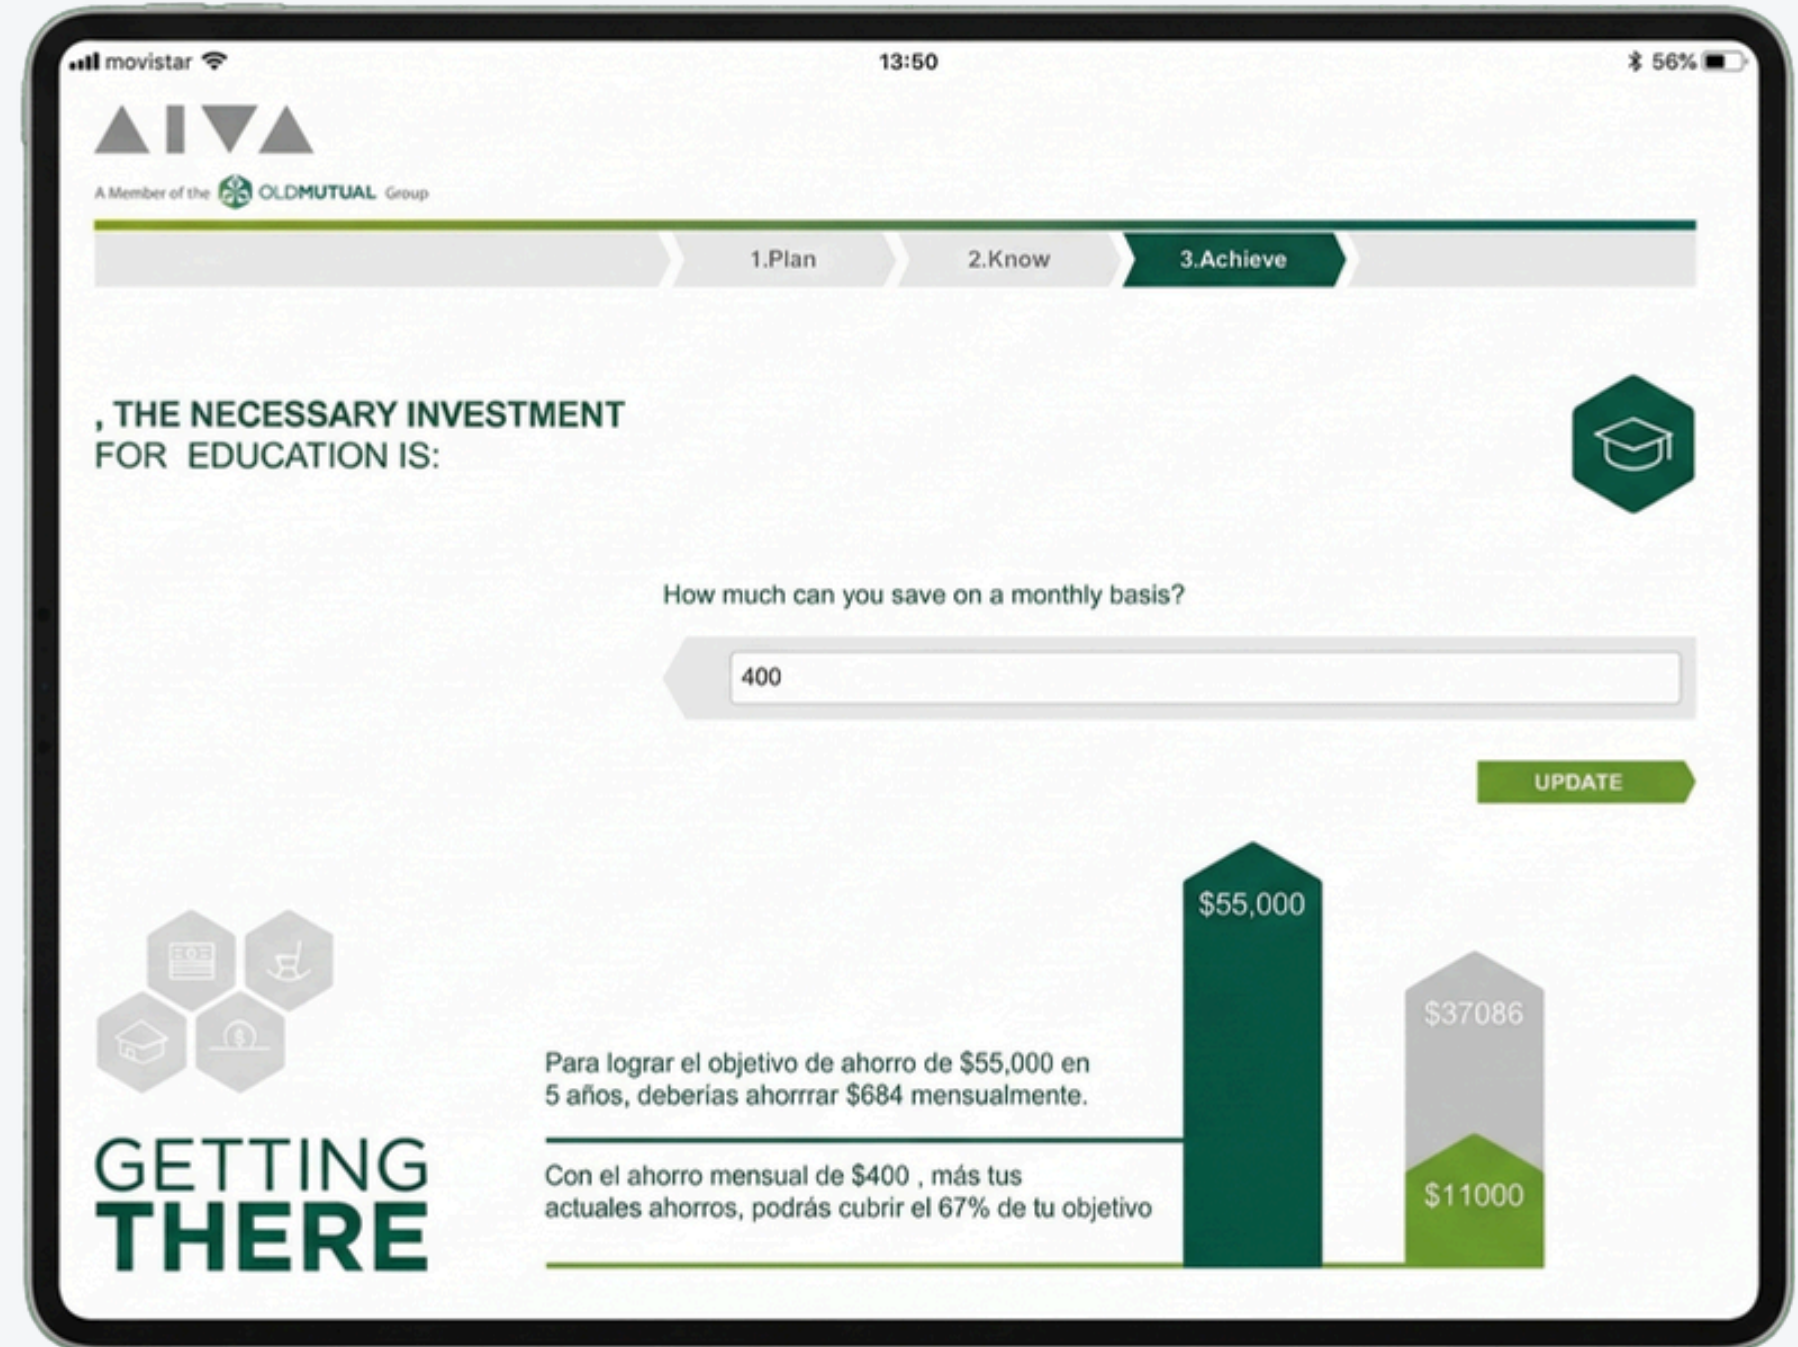 movistar 13:50 56%
AIVA
A Member of the OLDMUTUAL Group
1.Plan 2.Know 3.Achieve
, THE NECESSARY INVESTMENT
FOR EDUCATION IS:
How much can you save on a monthly basis?
400
UPDATE
$55,000
$37086
Para lograr el objetivo de ahorro de $55,000 en
5 años, deberías ahorrrar $684 mensualmente.
Con el ahorro mensual de $400 , más tus
actuales ahorros, podrás cubrir el 67% de tu objetivo
$11000
GETTING
THERE